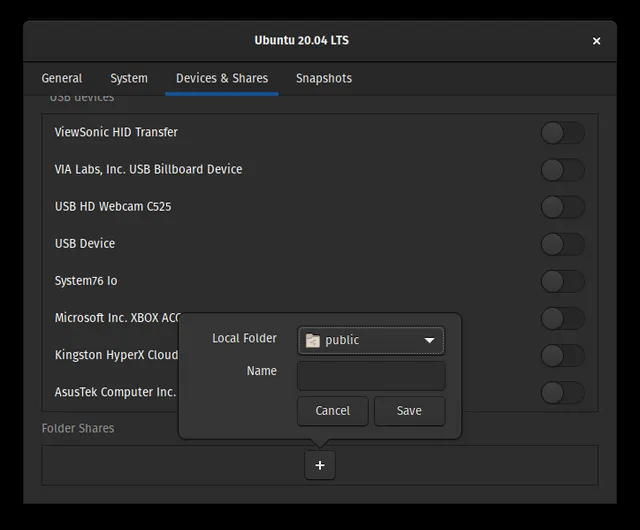 Ubuntu 20.04 LTS
General System Devices & Shares Snapshots
USB devices
ViewSonic HID Transfer
VIA Labs, Inc. USB Billboard Device
USB HD Webcam C525
USB Device
System76 Io
Microsoft Inc. XBOX ACC
Kingston HyperX Cloud
AsusTek Computer Inc.
Local Folder public
Name
Cancel Save
Folder Shares
+